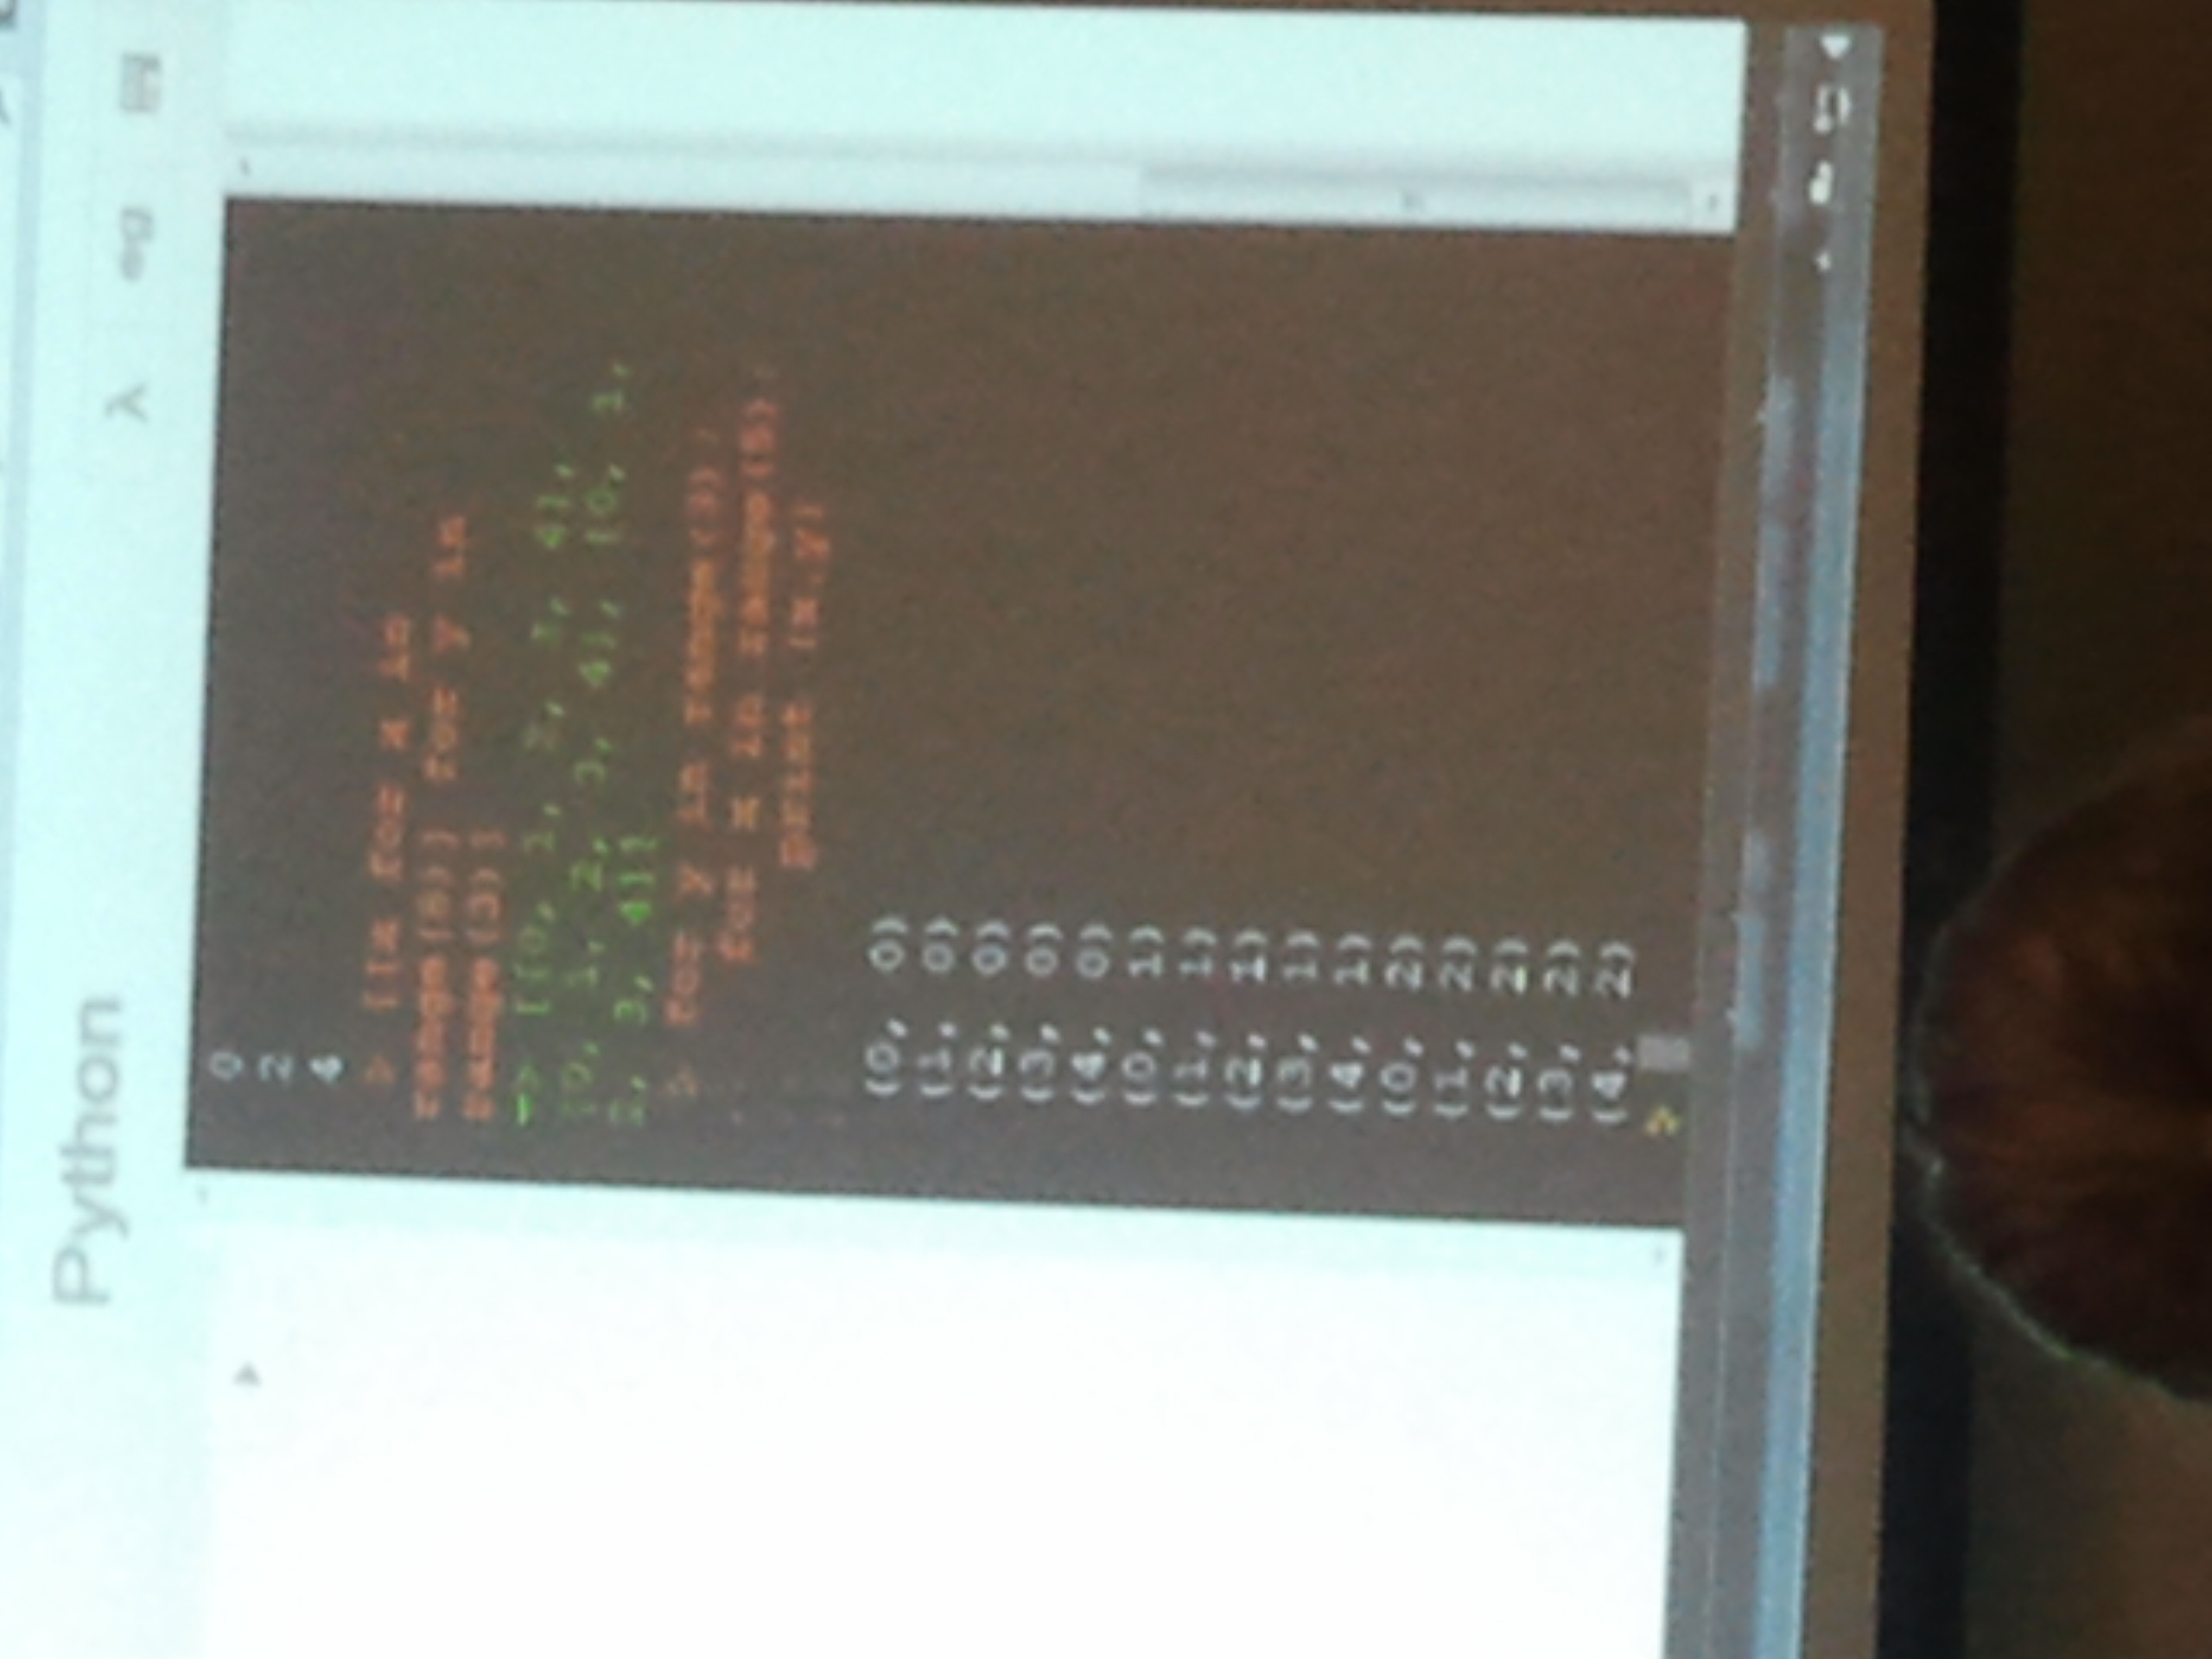 Python
λ eg
0
2
4
> [[x for x in
range(5)] for y in
range(3)]
=> [[0, 1, 2, 3, 4],
[0, 1, 2, 3, 4], [0, 1,
2, 3, 4]]
> for y in range(3):
for x in range(5):
print (x,y)
(0, 0)
(1, 0)
(2, 0)
(3, 0)
(4, 0)
(0, 1)
(1, 1)
(2, 1)
(3, 1)
(4, 1)
(0, 2)
(1, 2)
(2, 2)
(3, 2)
(4, 2)
>